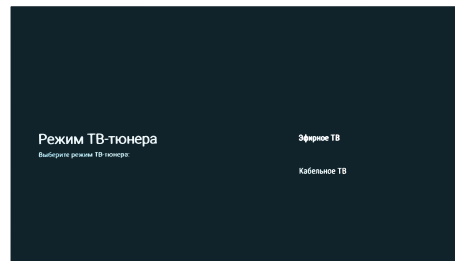 Режим ТВ-тюнера
Выберите режим ТВ-тюнера:
Эфирное ТВ
Кабельное ТВ